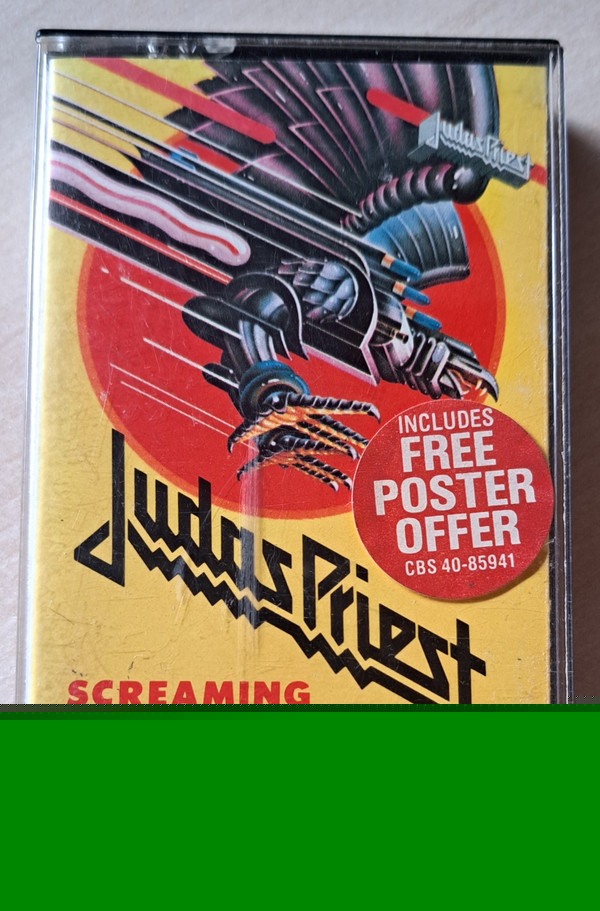 Judas Priest
INCLUDES
FREE
POSTER
OFFER
CBS 40-85941
Judas Priest
SCREAMING